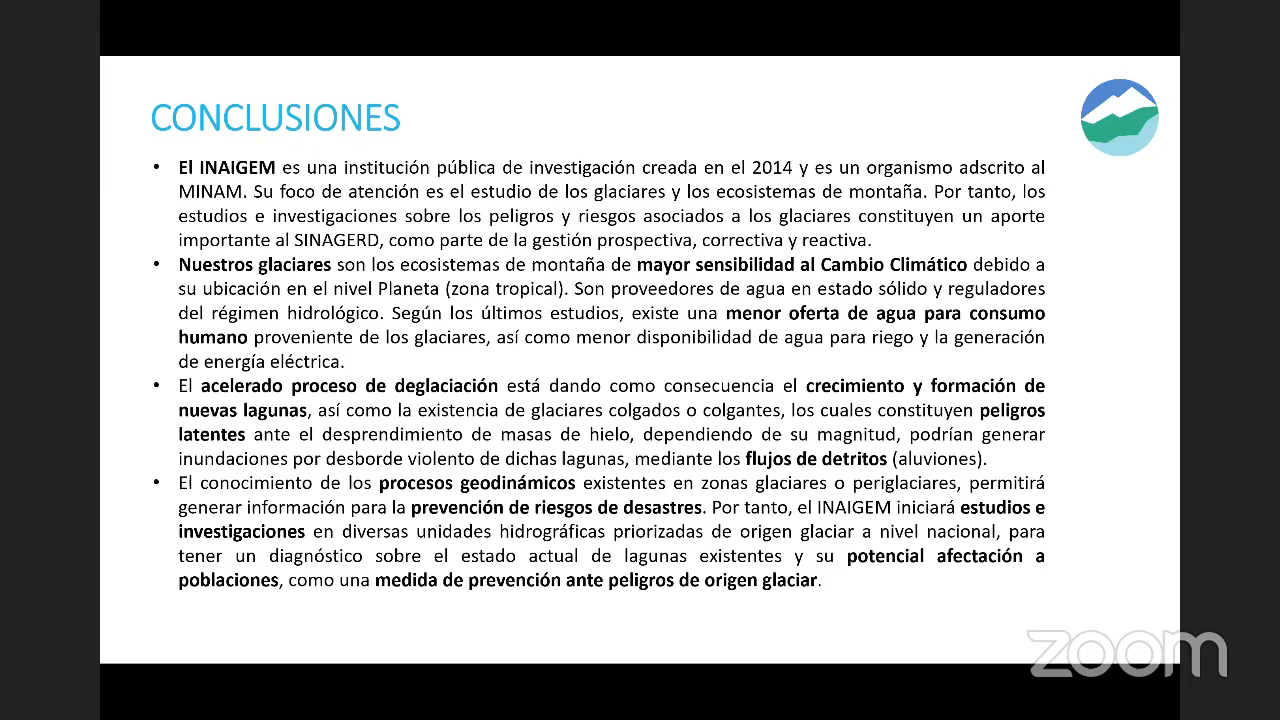 CONCLUSIONES
• El INAIGEM es una institución pública de investigación creada en el 2014 y es un organismo adscrito al
MINAM. Su foco de atención es el estudio de los glaciares y los ecosistemas de montaña. Por tanto, los
estudios e investigaciones sobre los peligros y riesgos asociados a los glaciares constituyen un aporte
importante al SINAGERD, como parte de la gestión prospectiva, correctiva y reactiva.
• Nuestros glaciares son los ecosistemas de montaña de mayor sensibilidad al Cambio Climático debido a
su ubicación en el nivel Planeta (zona tropical). Son proveedores de agua en estado sólido y reguladores
del régimen hidrológico. Según los últimos estudios, existe una menor oferta de agua para consumo
humano proveniente de los glaciares, así como menor disponibilidad de agua para riego y la generación
de energía eléctrica.
• El acelerado proceso de deglaciación está dando como consecuencia el crecimiento y formación de
nuevas lagunas, así como la existencia de glaciares colgados o colgantes, los cuales constituyen peligros
latentes ante el desprendimiento de masas de hielo, dependiendo de su magnitud, podrían generar
inundaciones por desborde violento de dichas lagunas, mediante los flujos de detritos (aluviones).
• El conocimiento de los procesos geodinámicos existentes en zonas glaciares o periglaciares, permitirá
generar información para la prevención de riesgos de desastres. Por tanto, el INAIGEM iniciará estudios e
investigaciones en diversas unidades hidrográficas priorizadas de origen glaciar a nivel nacional, para
tener un diagnóstico sobre el estado actual de lagunas existentes y su potencial afectación a
poblaciones, como una medida de prevención ante peligros de origen glaciar.
zoom